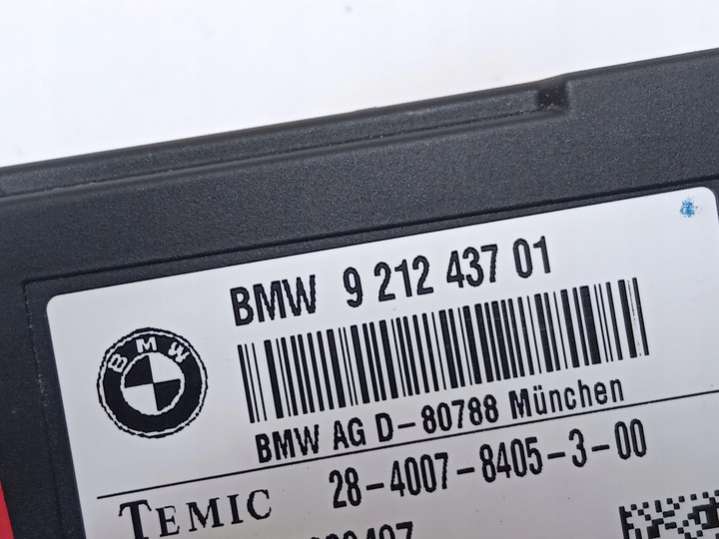 BMW 9 212 437 01
BMW
BMW AG D-80788 München
TEMIC 28-4007-8405-3-00